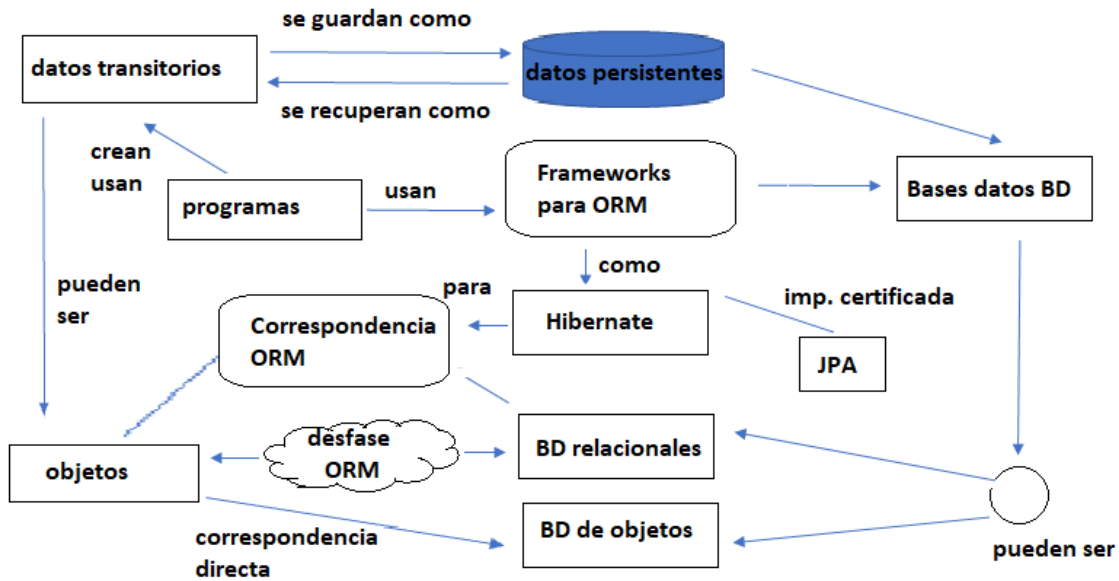 se guardan como
datos transitorios
datos persistentes
se recuperan como
crean
usan
programas
usan
Frameworks
para ORM
Bases datos BD
como
pueden
ser
para
imp. certificada
Correspondencia
ORM
Hibernate
JPA
desfase
ORM
BD relacionales
objetos
BD de objetos
correspondencia
directa
pueden ser